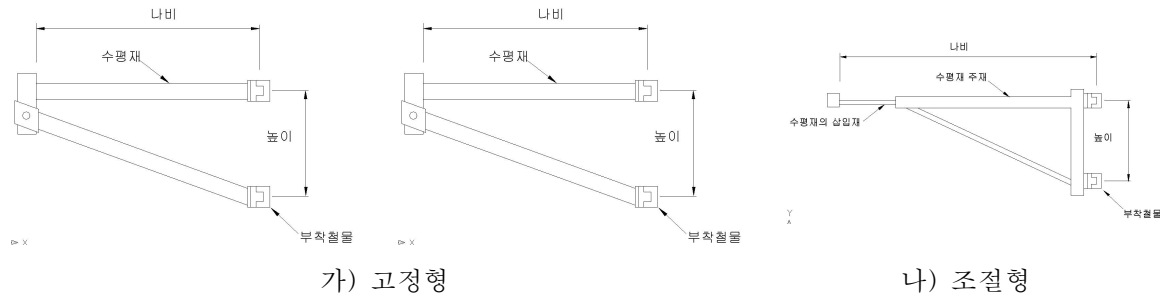 나비
수평재
높이
부착철물
X
나비
수평재
높이
부착철물
X
나비
수평재 주재
수평재의 삽입재
높이
부착철물
Y
가) 고정형
나) 조절형